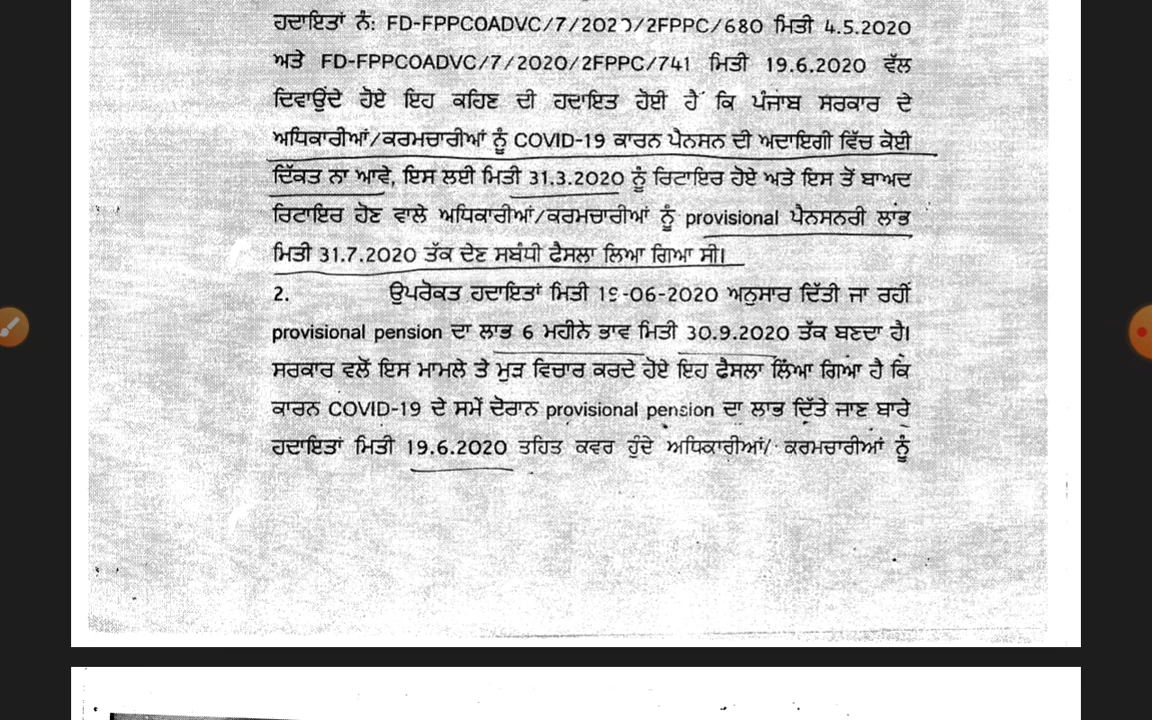 ਹਦਾਇਤਾਂ ਨੰ: FD-FPPCOADVC/7/2020/2FPPC/680 ਮਿਤੀ 4.5.2020
ਅਤੇ FD-FPPCOADVC/7/2020/2FPPC/741 ਮਿਤੀ 19.6.2020 ਵੱਲ
ਦਿਵਾਉਂਦੇ ਹੋਏ ਇਹ ਕਹਿਣ ਦੀ ਹਦਾਇਤ ਹੋਈ ਹੈ ਕਿ ਪੰਜਾਬ ਸਰਕਾਰ ਦੇ
ਅਧਿਕਾਰੀਆਂ/ਕਰਮਚਾਰੀਆਂ ਨੂੰ COVID-19 ਕਾਰਨ ਪੈਨਸਨ ਦੀ ਅਦਾਇਗੀ ਵਿੱਚ ਕੋਈ
ਦਿੱਕਤ ਨਾ ਆਵੇ, ਇਸ ਲਈ ਮਿਤੀ 31.3.2020 ਨੂੰ ਰਿਟਾਇਰ ਹੋਏ ਅਤੇ ਇਸ ਤੋਂ ਬਾਅਦ
ਰਿਟਾਇਰ ਹੋਣ ਵਾਲੇ ਅਧਿਕਾਰੀਆਂ/ਕਰਮਚਾਰੀਆਂ ਨੂੰ provisional ਪੈਨਸਨਰੀ ਲਾਭ
ਮਿਤੀ 31.7.2020 ਤੱਕ ਦੇਣ ਸਬੰਧੀ ਫੈਸਲਾ ਲਿਆ ਗਿਆ ਸੀ।
2. ਉਪਰੋਕਤ ਹਦਾਇਤਾਂ ਮਿਤੀ 19-06-2020 ਅਨੁਸਾਰ ਦਿੱਤੀ ਜਾ ਰਹੀਂ
provisional pension ਦਾ ਲਾਭ 6 ਮਹੀਨੇ ਭਾਵ ਮਿਤੀ 30.9.2020 ਤੱਕ ਬਣਦਾ ਹੈ।
ਸਰਕਾਰ ਵਲੋਂ ਇਸ ਮਾਮਲੇ ਤੇ ਮੁੜ ਵਿਚਾਰ ਕਰਦੇ ਹੋਏ ਇਹ ਫੈਸਲਾ ਲਿਆ ਗਿਆ ਹੈ ਕਿ
ਕਾਰਨ COVID-19 ਦੇ ਸਮੇਂ ਦੋਰਾਨ provisional pension ਦਾ ਲਾਭ ਦਿੱਤੇ ਜਾਣ ਬਾਰੇ
ਹਦਾਇਤਾਂ ਮਿਤੀ 19.6.2020 ਤਹਿਤ ਕਵਰ ਹੁੰਦੇ ਅਧਿਕਾਰੀਆਂ/ ਕਰਮਚਾਰੀਆਂ ਨੂੰ